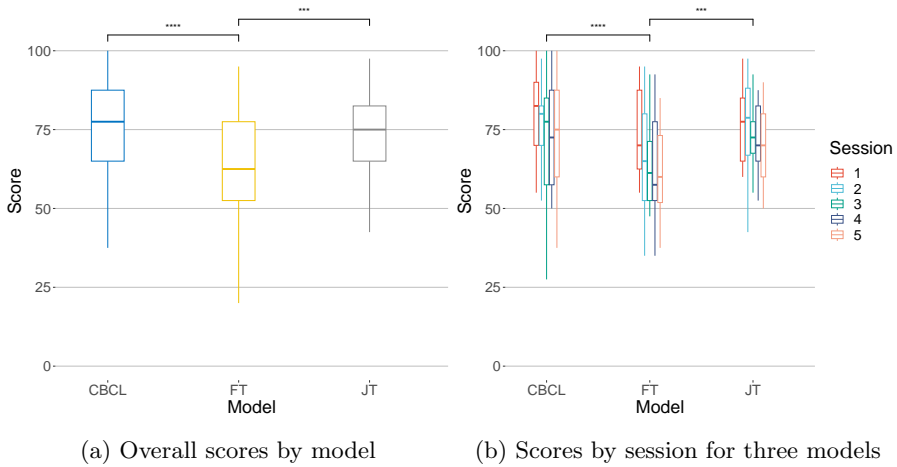 **** ***
100
75
50
25
0
Score
CBCL FT JT
Model
(a) Overall scores by model
**** ***
100
75
50
25
0
Score
CBCL FT JT
Model
Session
1
2
3
4
5
(b) Scores by session for three models